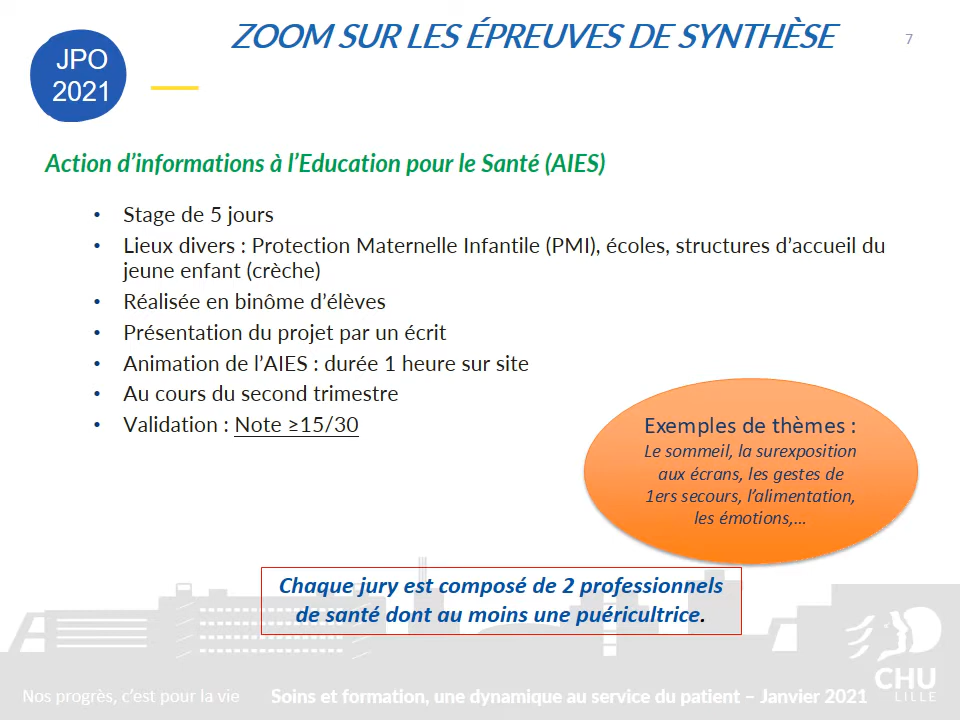 JPO
2021
ZOOM SUR LES ÉPREUVES DE SYNTHÈSE
7
Action d’informations à l’Education pour le Santé (AIES)
• Stage de 5 jours
• Lieux divers : Protection Maternelle Infantile (PMI), écoles, structures d’accueil du
jeune enfant (crèche)
• Réalisée en binôme d’élèves
• Présentation du projet par un écrit
• Animation de l’AIES : durée 1 heure sur site
• Au cours du second trimestre
• Validation : Note ≥15/30
Exemples de thèmes :
Le sommeil, la surexposition
aux écrans, les gestes de
1ers secours, l’alimentation,
les émotions,...
Chaque jury est composé de 2 professionnels
de santé dont au moins une puéricultrice.
Nos progrès, c’est pour la vie
Soins et formation, une dynamique au service du patient – Janvier 2021
CHU
LILLE